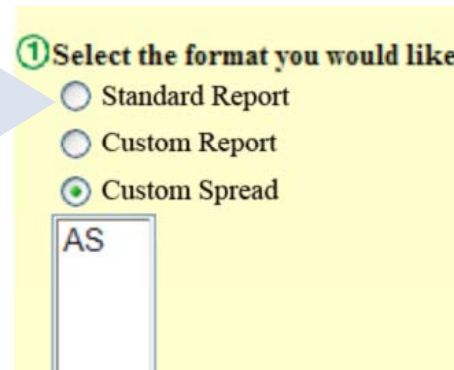 ①Select the format you would like
Standard Report
Custom Report
Custom Spread
AS